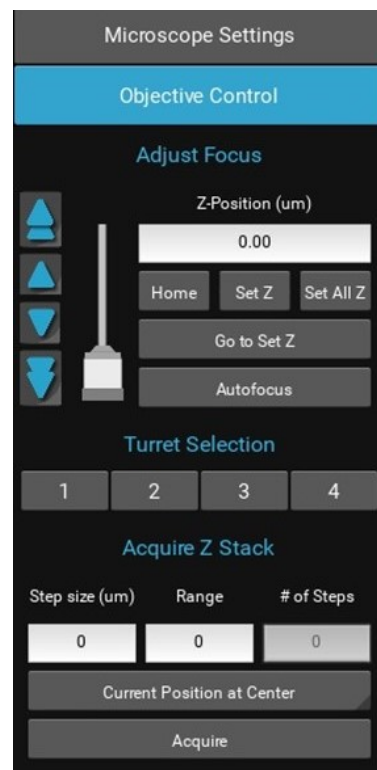 Microscope Settings
Objective Control
Adjust Focus
Z-Position (um)
0.00
Home Set Z Set All Z
Go to Set Z
Autofocus
Turret Selection
1 2 3 4
Acquire Z Stack
Step size (um) Range # of Steps
0 0 0
Current Position at Center
Acquire